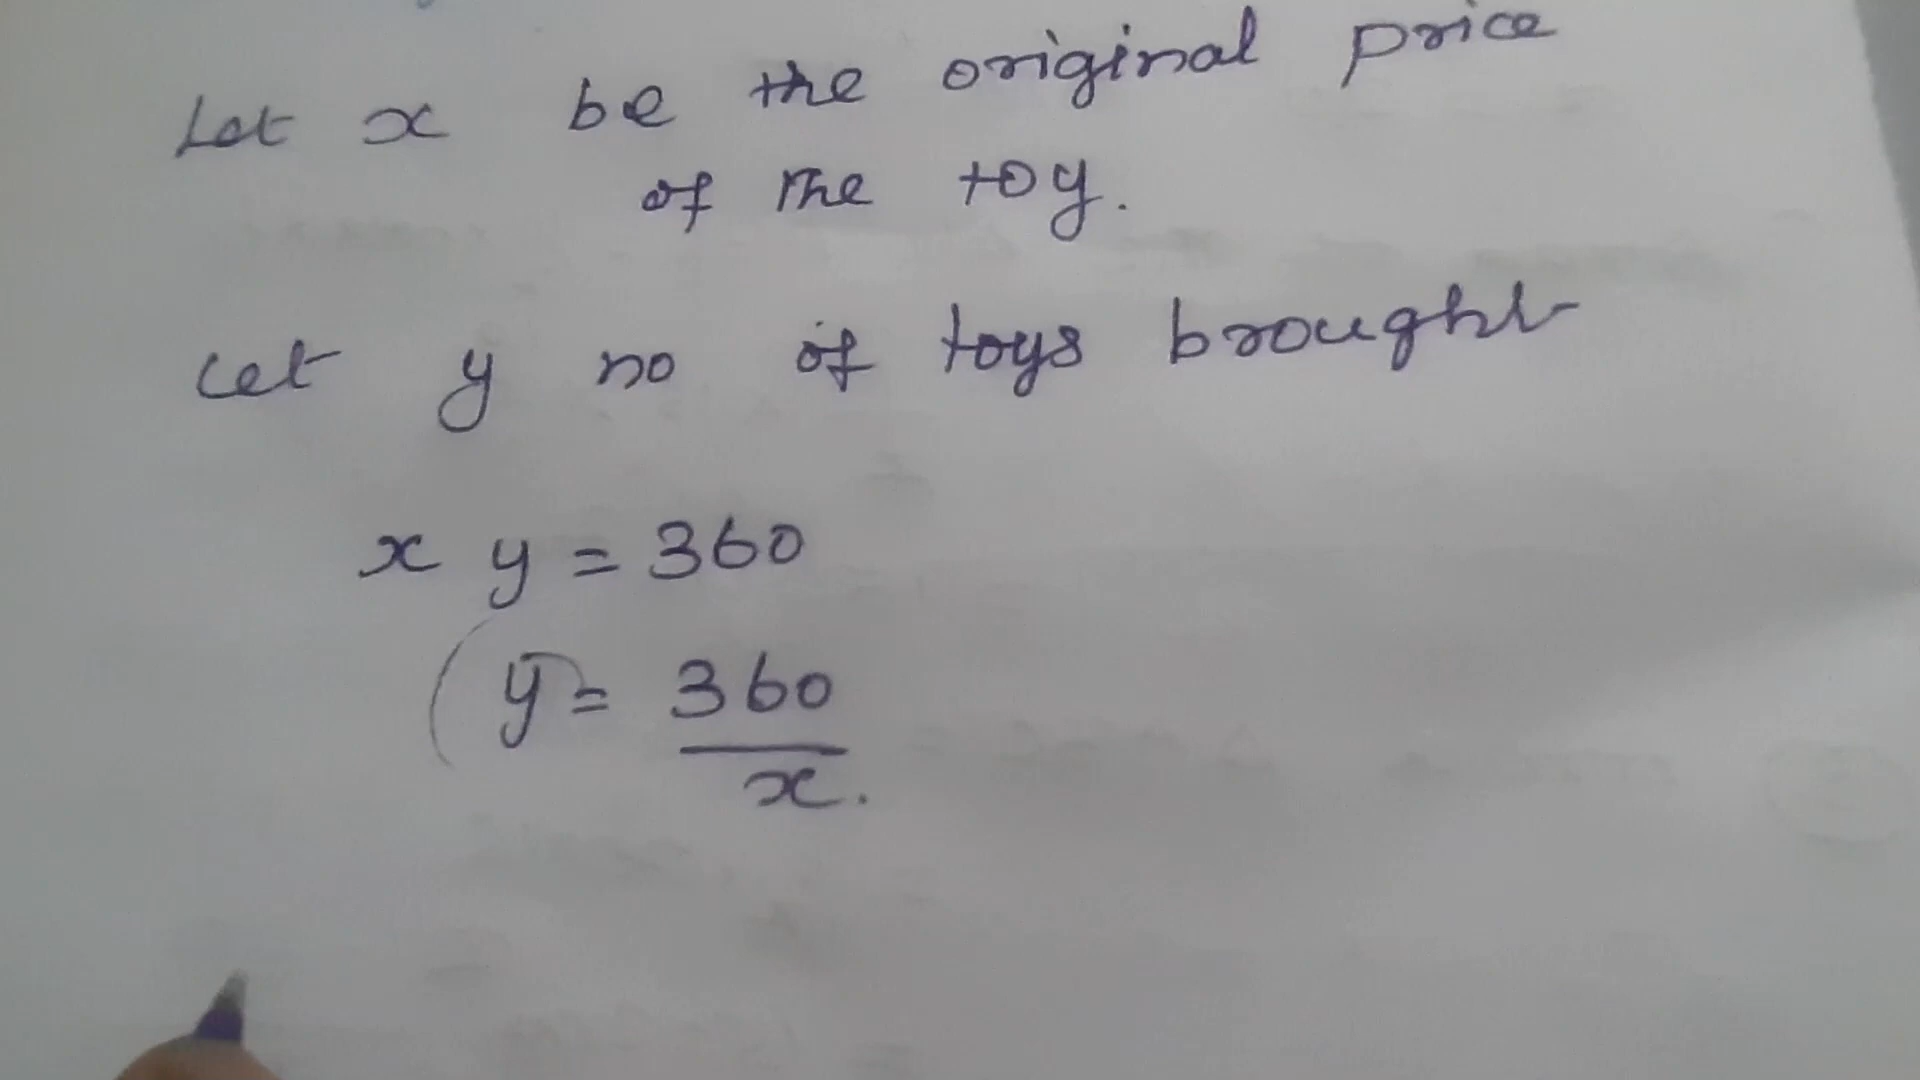 Let x be the original price
of the toy.
Let y no of toys brought
x y = 360
y = 360
x.